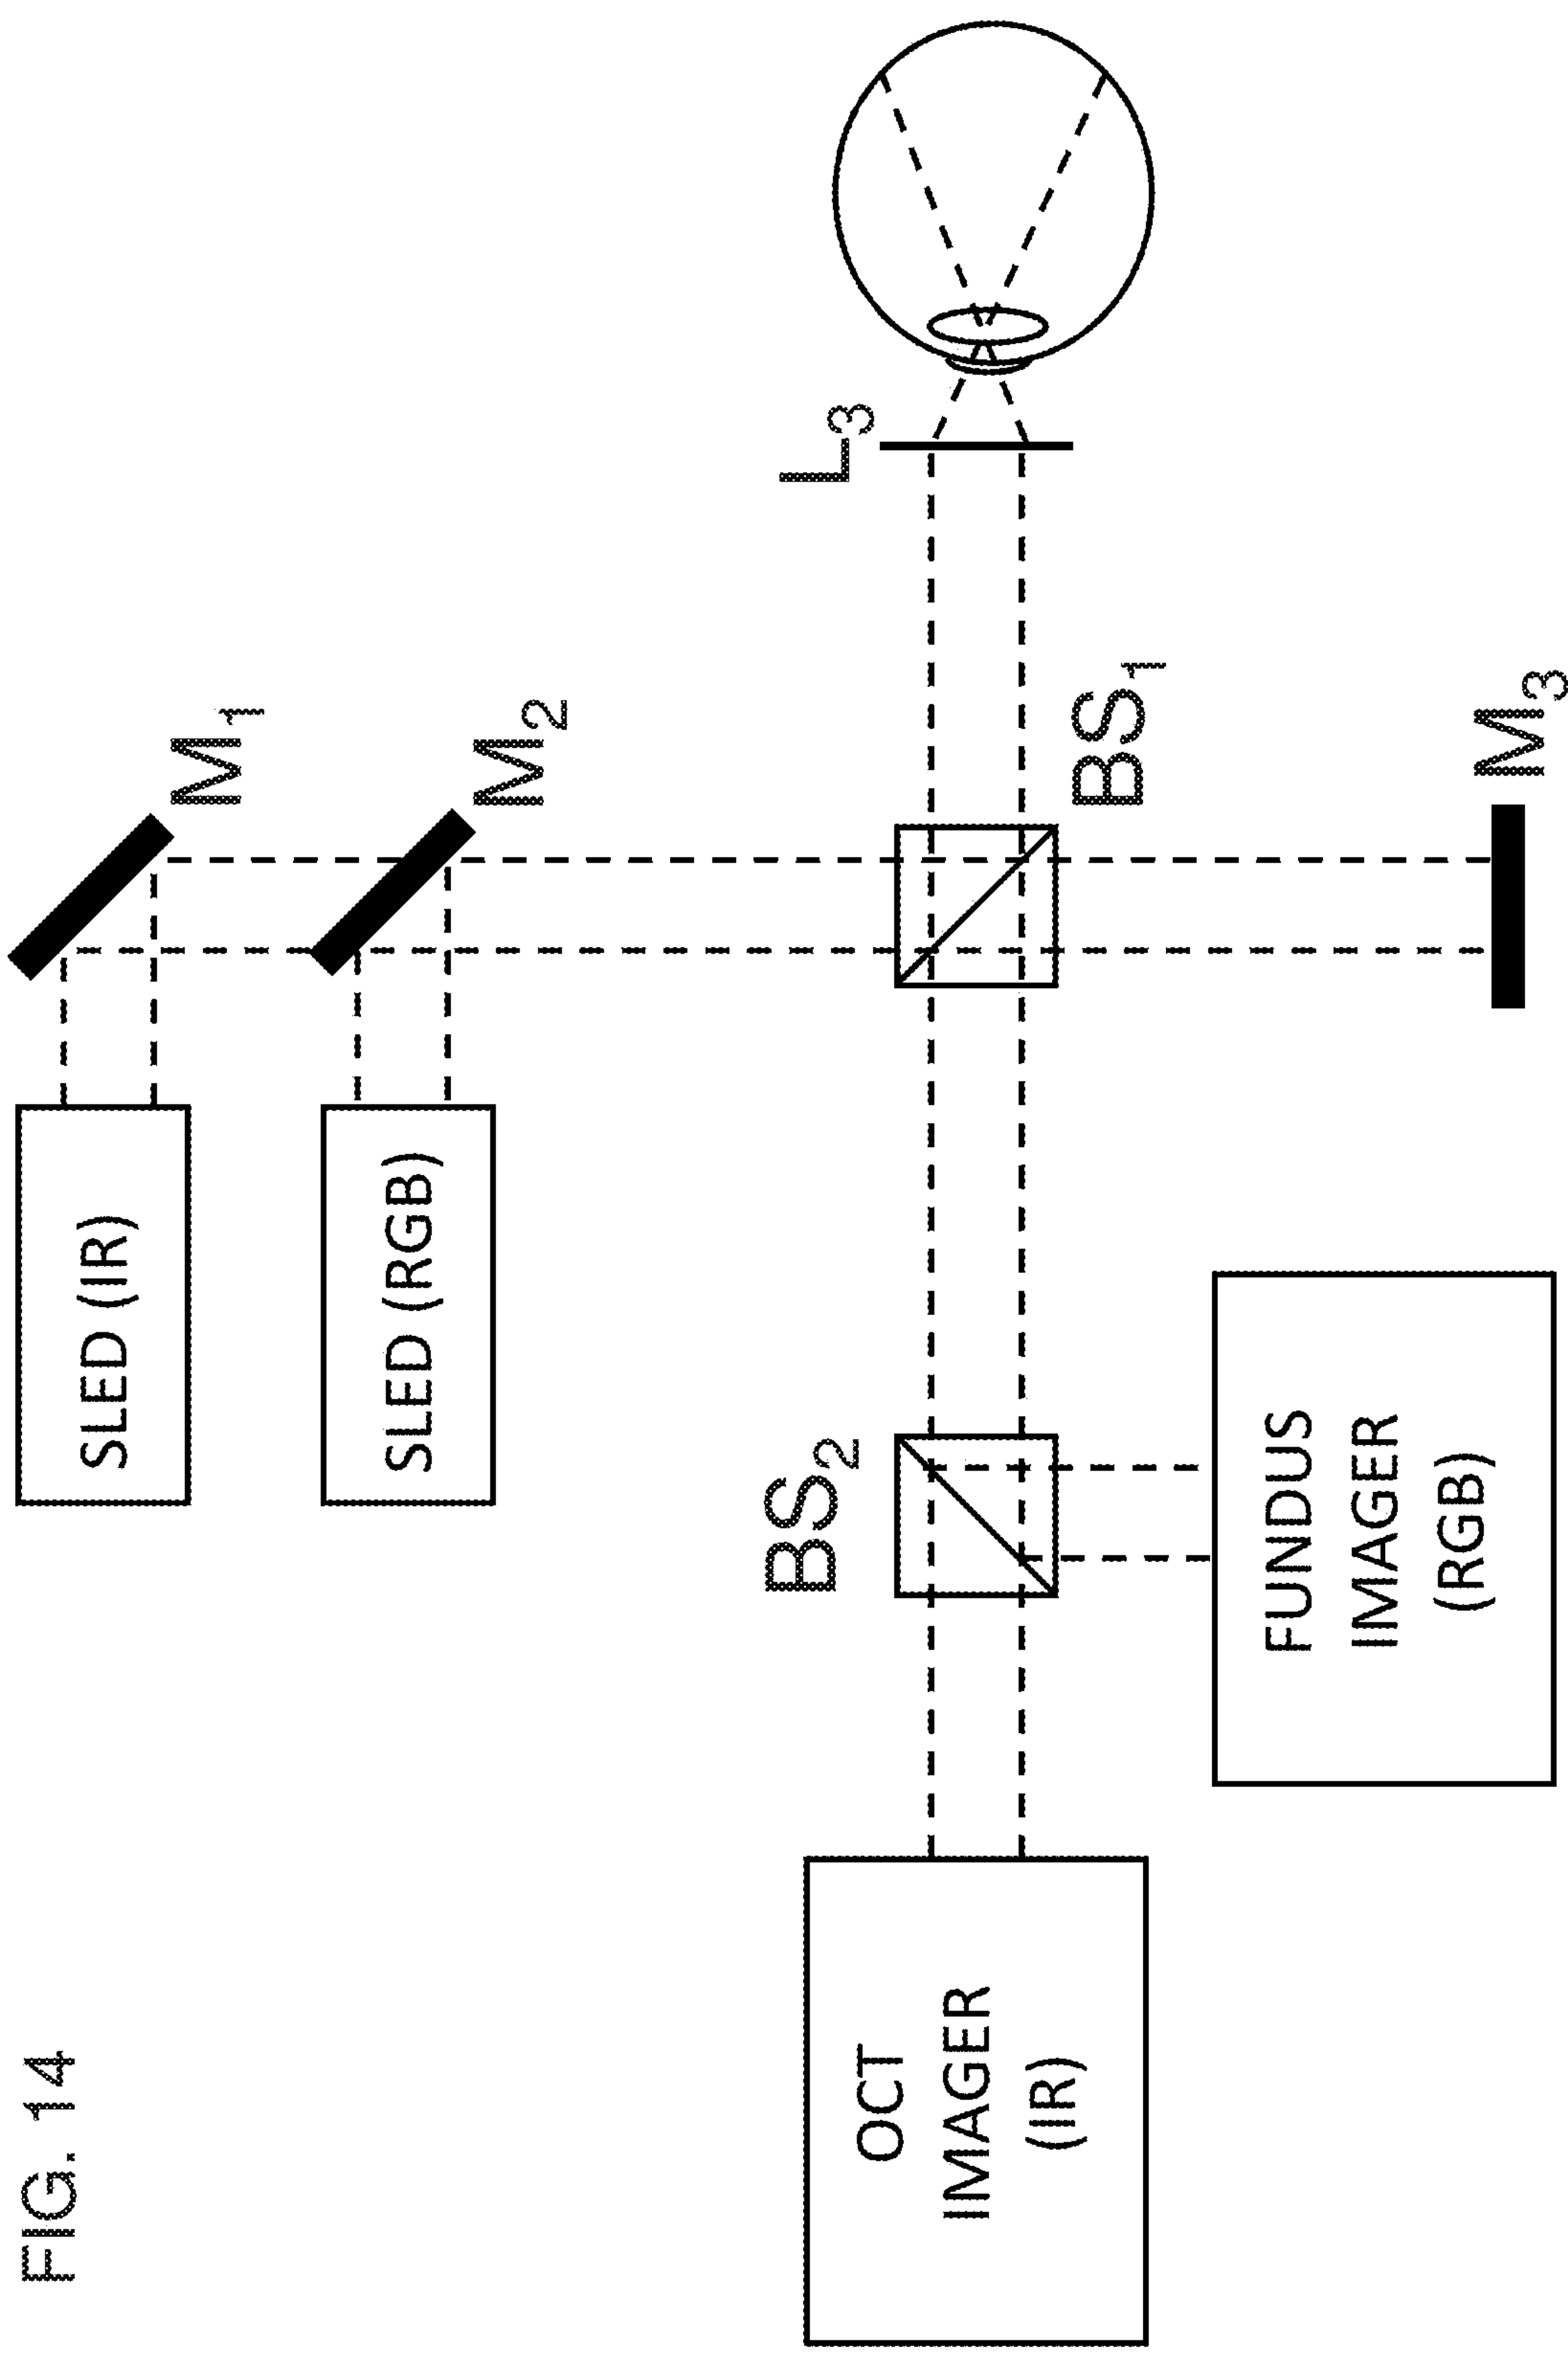 FIG. 14
SLED (IR)
M1
SLED (RGB)
M2
L3
BS2
BS1
OCT
IMAGER
(IR)
FUNDUS
IMAGER
(RGB)
M3